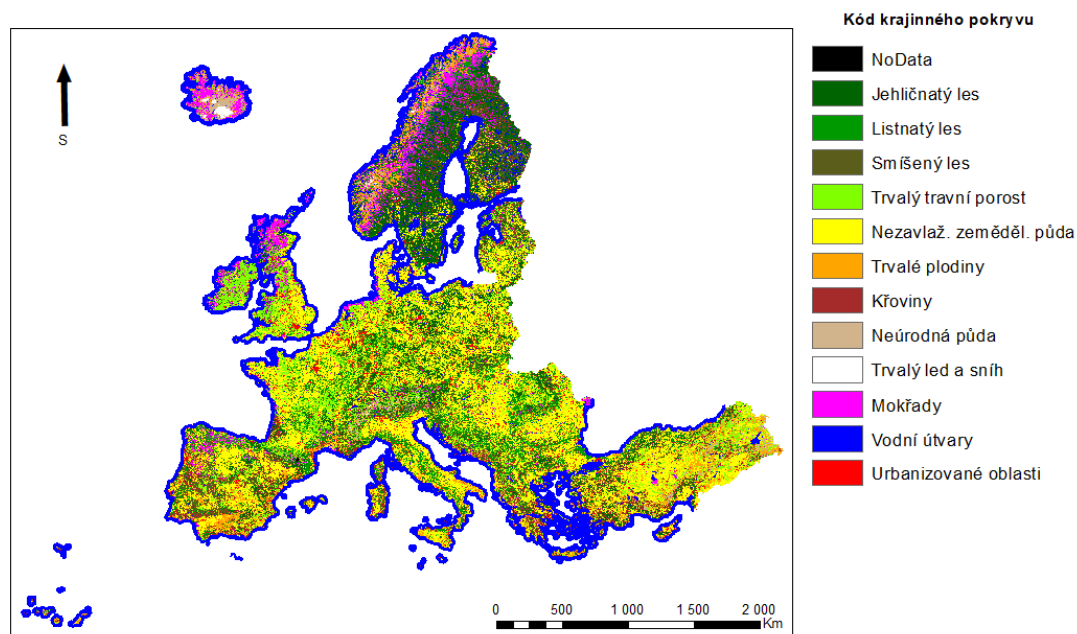 Kód krajinného pokryvu
NoData
Jehličnatý les
Listnatý les
Smíšený les
Trvalý travní porost
Nezavlaž. zeměděl. půda
Trvalé plodiny
Křoviny
Neúrodná půda
Trvalý led a sníh
Mokřady
Vodní útvary
Urbanizované oblasti
S
0 500 1 000 1 500 2 000
Km